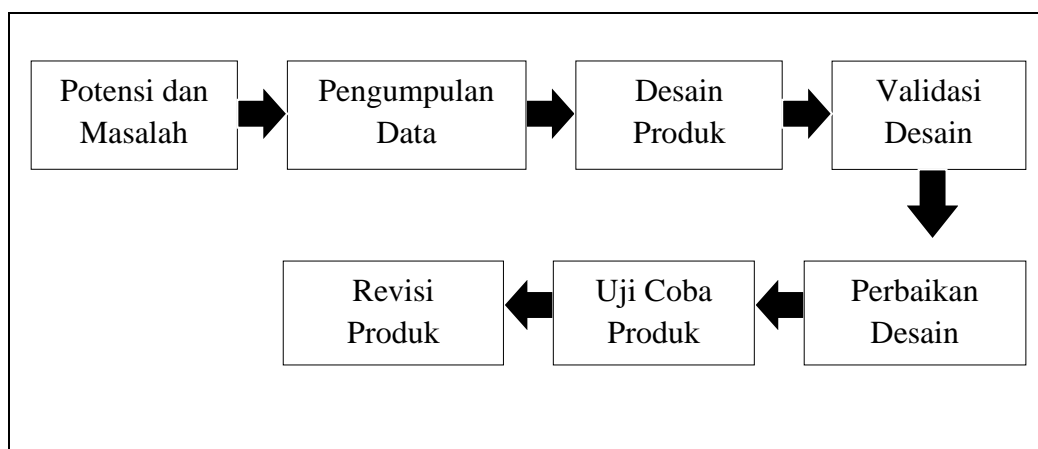 Potensi dan
Masalah
Pengumpulan
Data
Desain
Produk
Validasi
Desain
Revisi
Produk
Uji Coba
Produk
Perbaikan
Desain